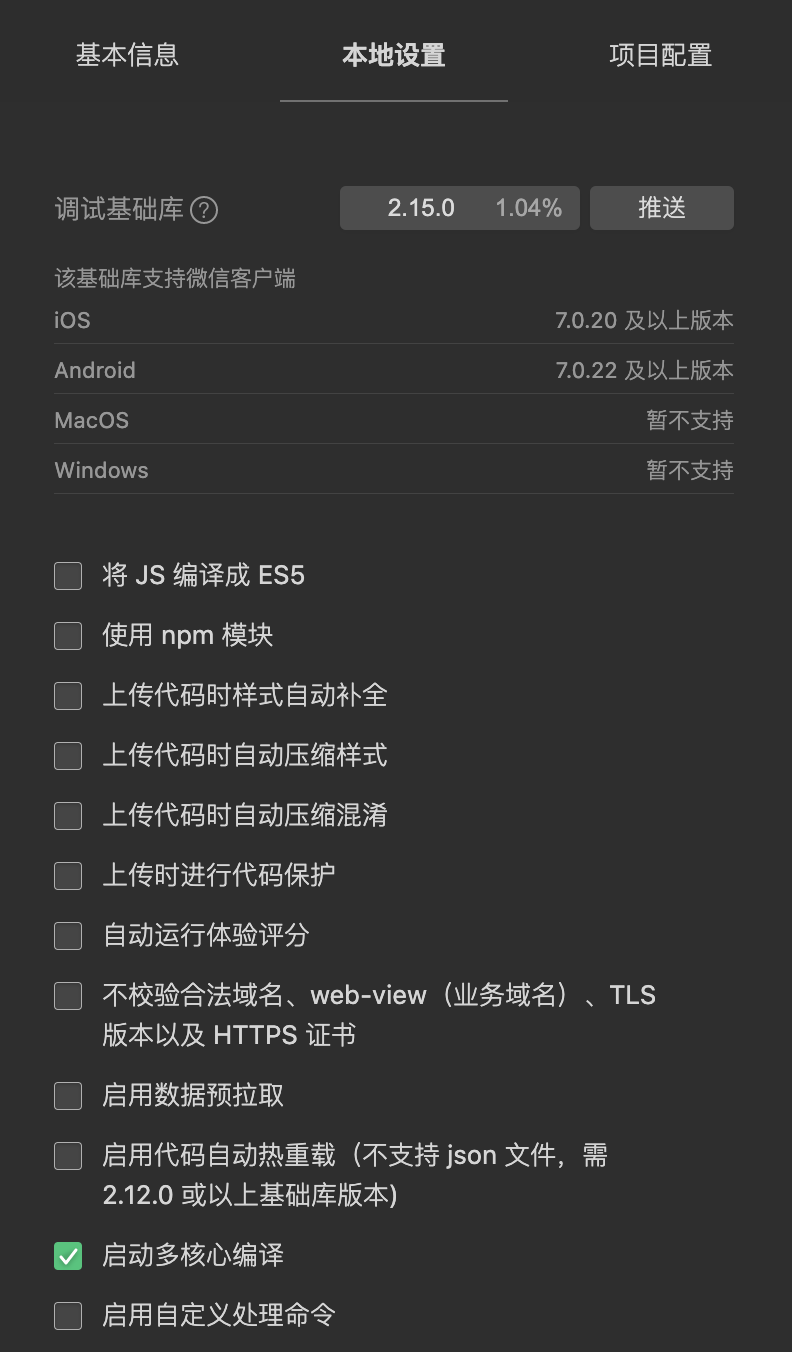 基本信息 本地设置 项目配置
调试基础库 ? 2.15.0 1.04% 推送
该基础库支持微信客户端
iOS 7.0.20 及以上版本
Android 7.0.22 及以上版本
MacOS 暂不支持
Windows 暂不支持
将 JS 编译成 ES5
使用 npm 模块
上传代码时样式自动补全
上传代码时自动压缩样式
上传代码时自动压缩混淆
上传时进行代码保护
自动运行体验评分
不校验合法域名、web-view（业务域名）、TLS
版本以及 HTTPS 证书
启用数据预拉取
启用代码自动热重载（不支持 json 文件，需
2.12.0 或以上基础库版本)
启动多核心编译
启用自定义处理命令